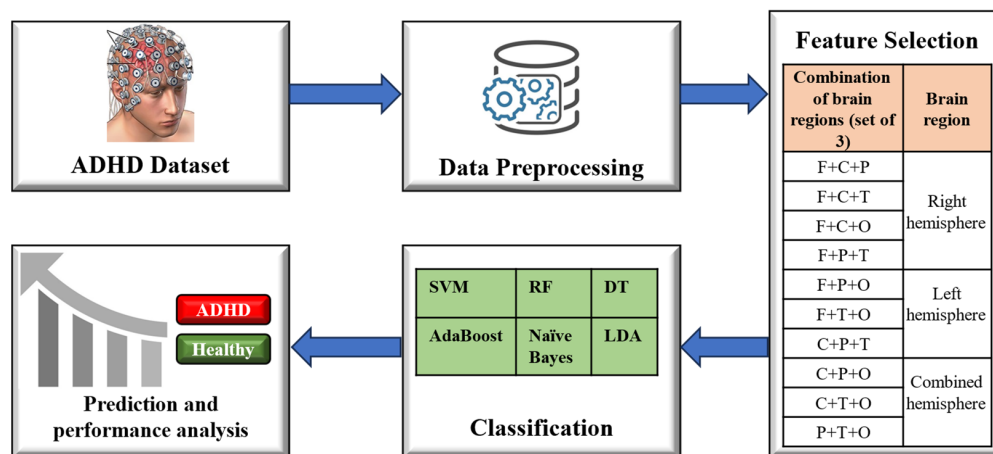 ADHD Dataset
Data Preprocessing
Feature Selection
Combination
of brain
regions (set of
3)
Brain
region
F+C+P
F+C+T
F+C+O
F+P+T
Right
hemisphere
F+P+O
F+T+O
C+P+T
Left
hemisphere
C+P+O
C+T+O
P+T+O
Combined
hemisphere
SVM
RF
DT
AdaBoost
Naïve
Bayes
LDA
Classification
ADHD
Healthy
Prediction and
performance analysis